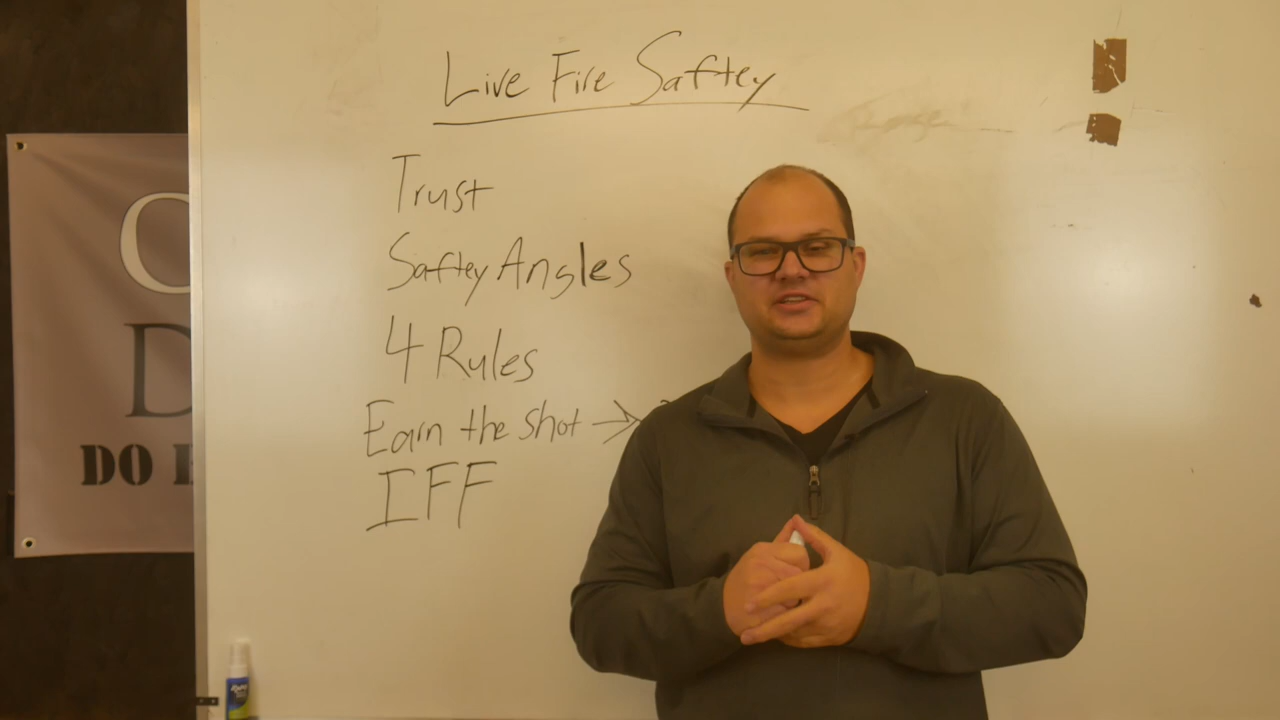 Live Fire Saftey
Trust
Saftey Angles
4 Rules
Earn the shot →
IFF
DO